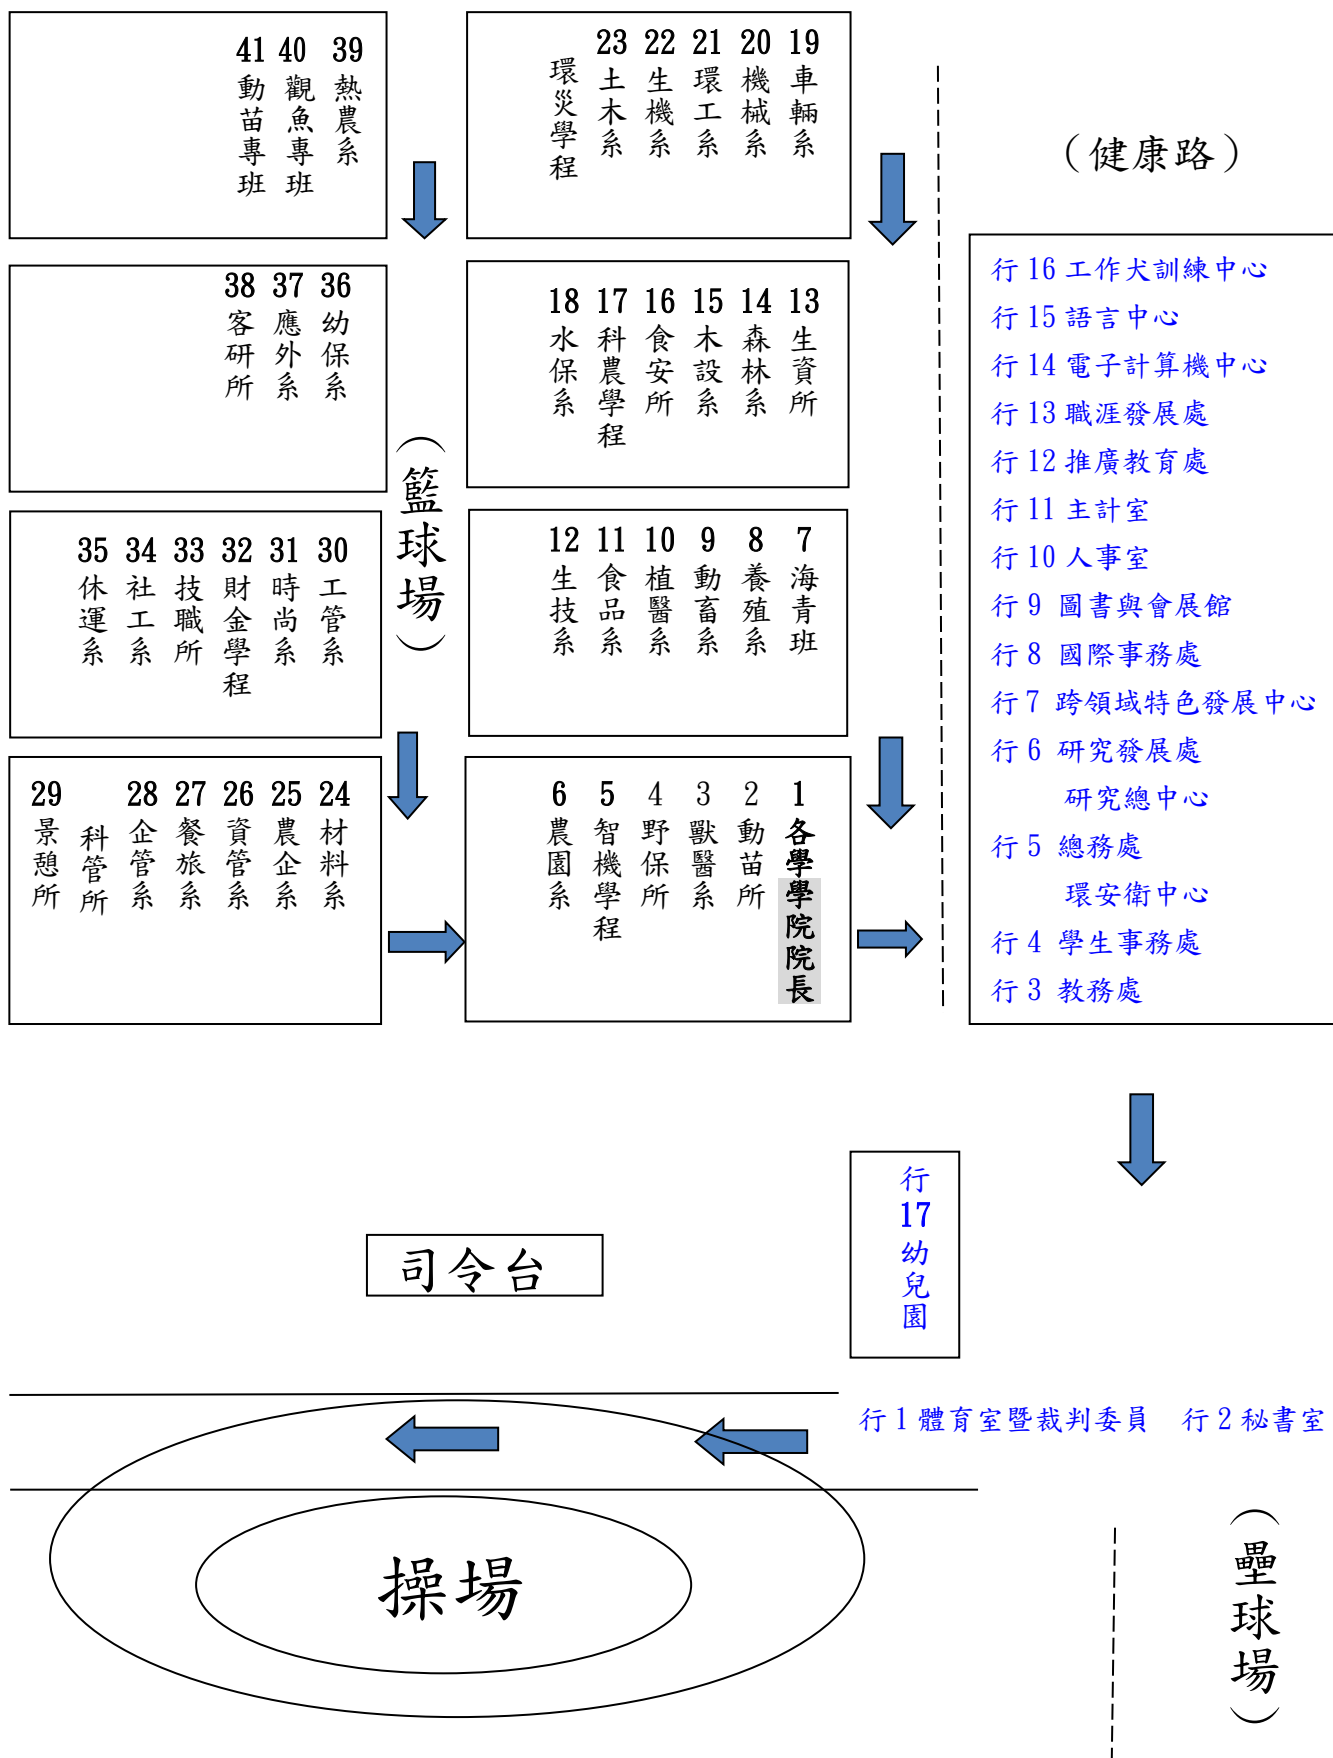 39 熱農系
40 觀魚專班
41 動苗專班
19 車輛系
20 機械系
21 環工系
22 生機系
23 土木系
環災學程
（健康路）
36 幼保系
37 應外系
38 客研所
13 生資所
14 森林系
15 木設系
16 食安所
17 科農學程
18 水保系
（籃球場）
30 工管系
31 時尚系
32 財金學程
33 技職所
34 社工系
35 休運系
7 海青班
8 養殖系
9 動畜系
10 植醫系
11 食品系
12 生技系
24 材料系
25 農企系
26 資管系
27 餐旅系
28 企管系
科管所
29 景憩所
1 各學學院院長
2 動苗所
3 獸醫系
4 野保所
5 智機學程
6 農園系
行 16 工作犬訓練中心
行 15 語言中心
行 14 電子計算機中心
行 13 職涯發展處
行 12 推廣教育處
行 11 主計室
行 10 人事室
行 9 圖書與會展館
行 8 國際事務處
行 7 跨領域特色發展中心
行 6 研究發展處
研究總中心
行 5 總務處
環安衛中心
行 4 學生事務處
行 3 教務處
行 17 幼兒園
司令台
行 1 體育室暨裁判委員 行 2 秘書室
操場
（壘球場）